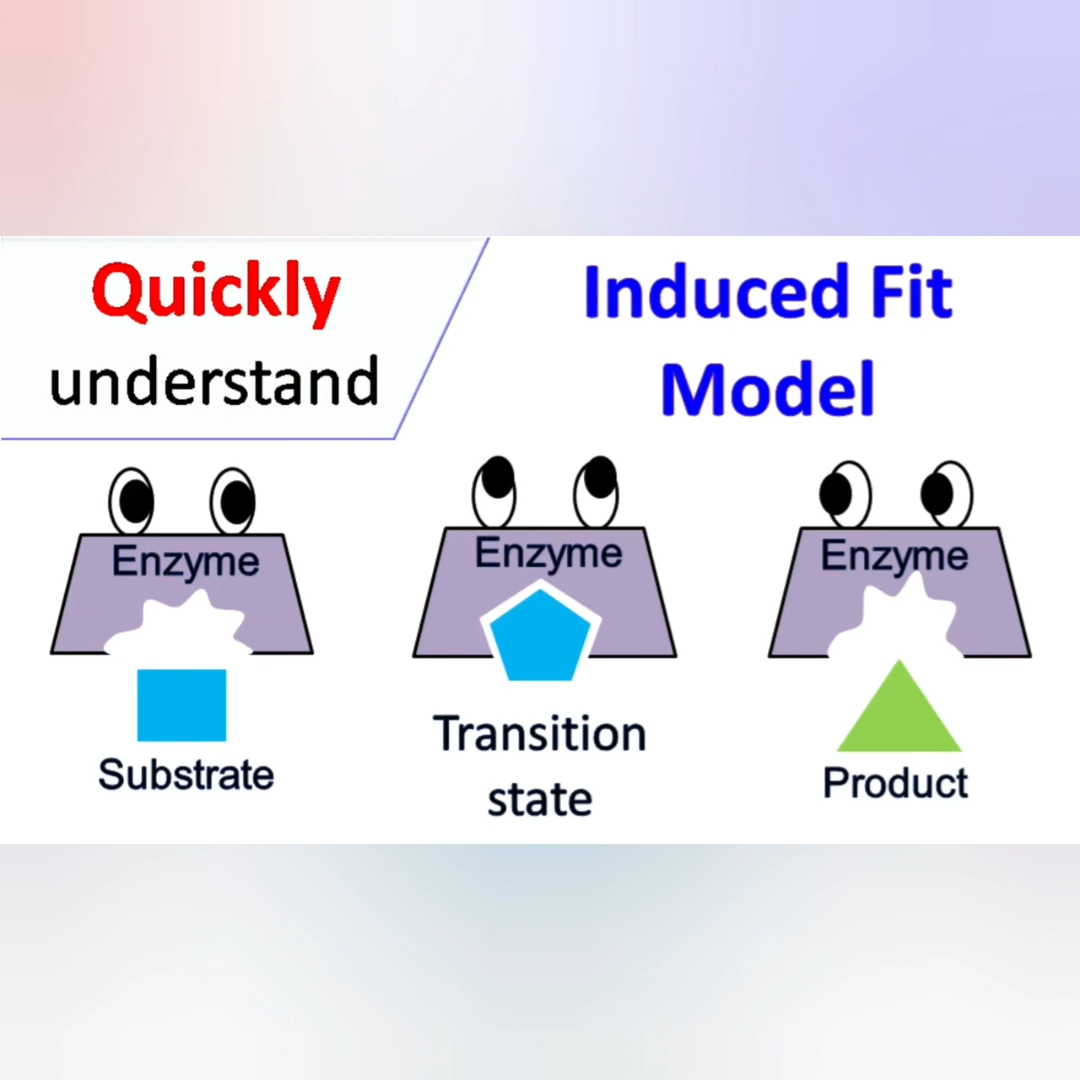 Quickly
understand
Induced Fit
Model
Enzyme
Substrate
Enzyme
Transition
state
Enzyme
Product